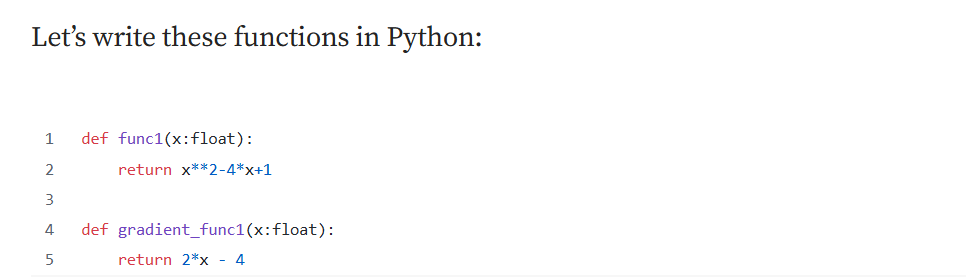 Let’s write these functions in Python:
1 def func1(x:float):
2     return x**2-4*x+1
3
4 def gradient_func1(x:float):
5     return 2*x - 4